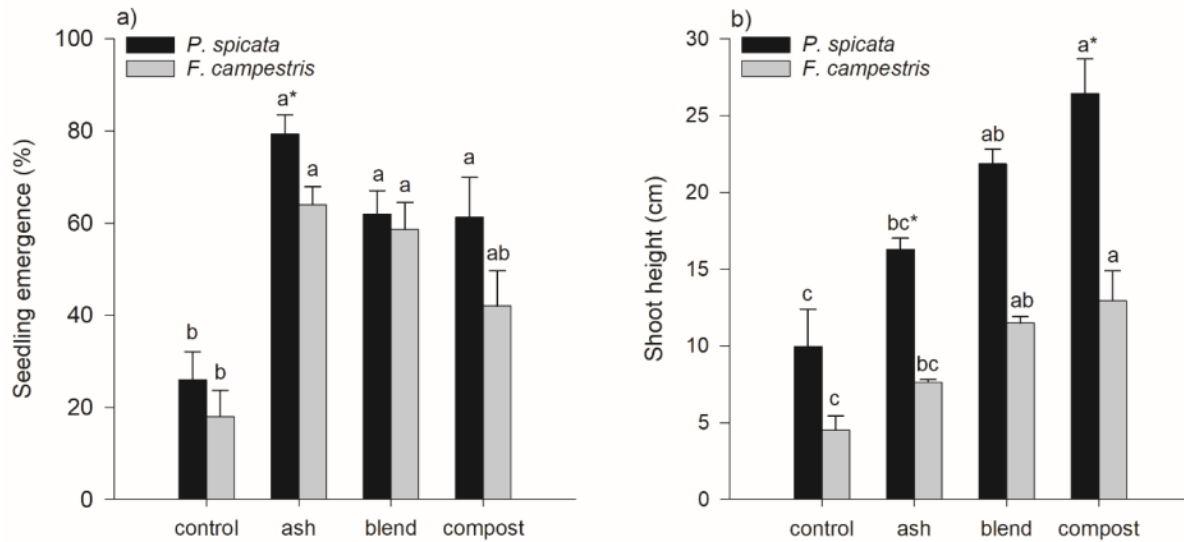 a)
P. spicata
F. campestris
Seedling emergence (%)
100
80
60
40
20
0
b
b
a*
a
a
a
a
ab
control
ash
blend
compost
b)
P. spicata
F. campestris
Shoot height (cm)
30
25
20
15
10
5
0
c
c
bc*
bc
ab
ab
a*
a
control
ash
blend
compost